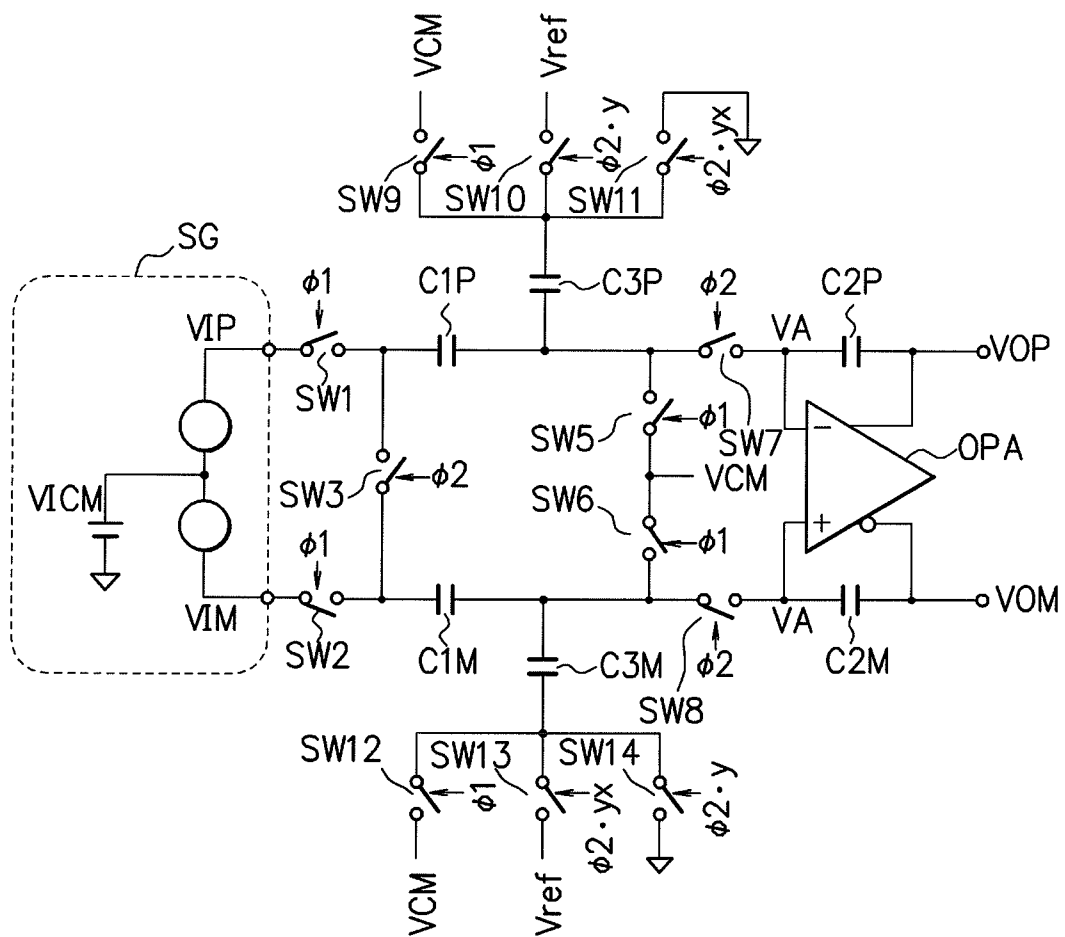 VCM
Vref
ϕ1
ϕ2・y
ϕ2・yx
SW9
SW10
SW11
SG
ϕ1
C1P
C3P
ϕ2
C2P
VIP
VA
VOP
SW1
SW5
ϕ1
SW7
OPA
SW3
ϕ2
VCM
VICM
SW6
ϕ1
ϕ1
VIM
VA
VOM
SW2
C1M
C3M
ϕ2
C2M
SW8
SW12
SW13
SW14
ϕ1
ϕ2・yx
ϕ2・y
VCM
Vref